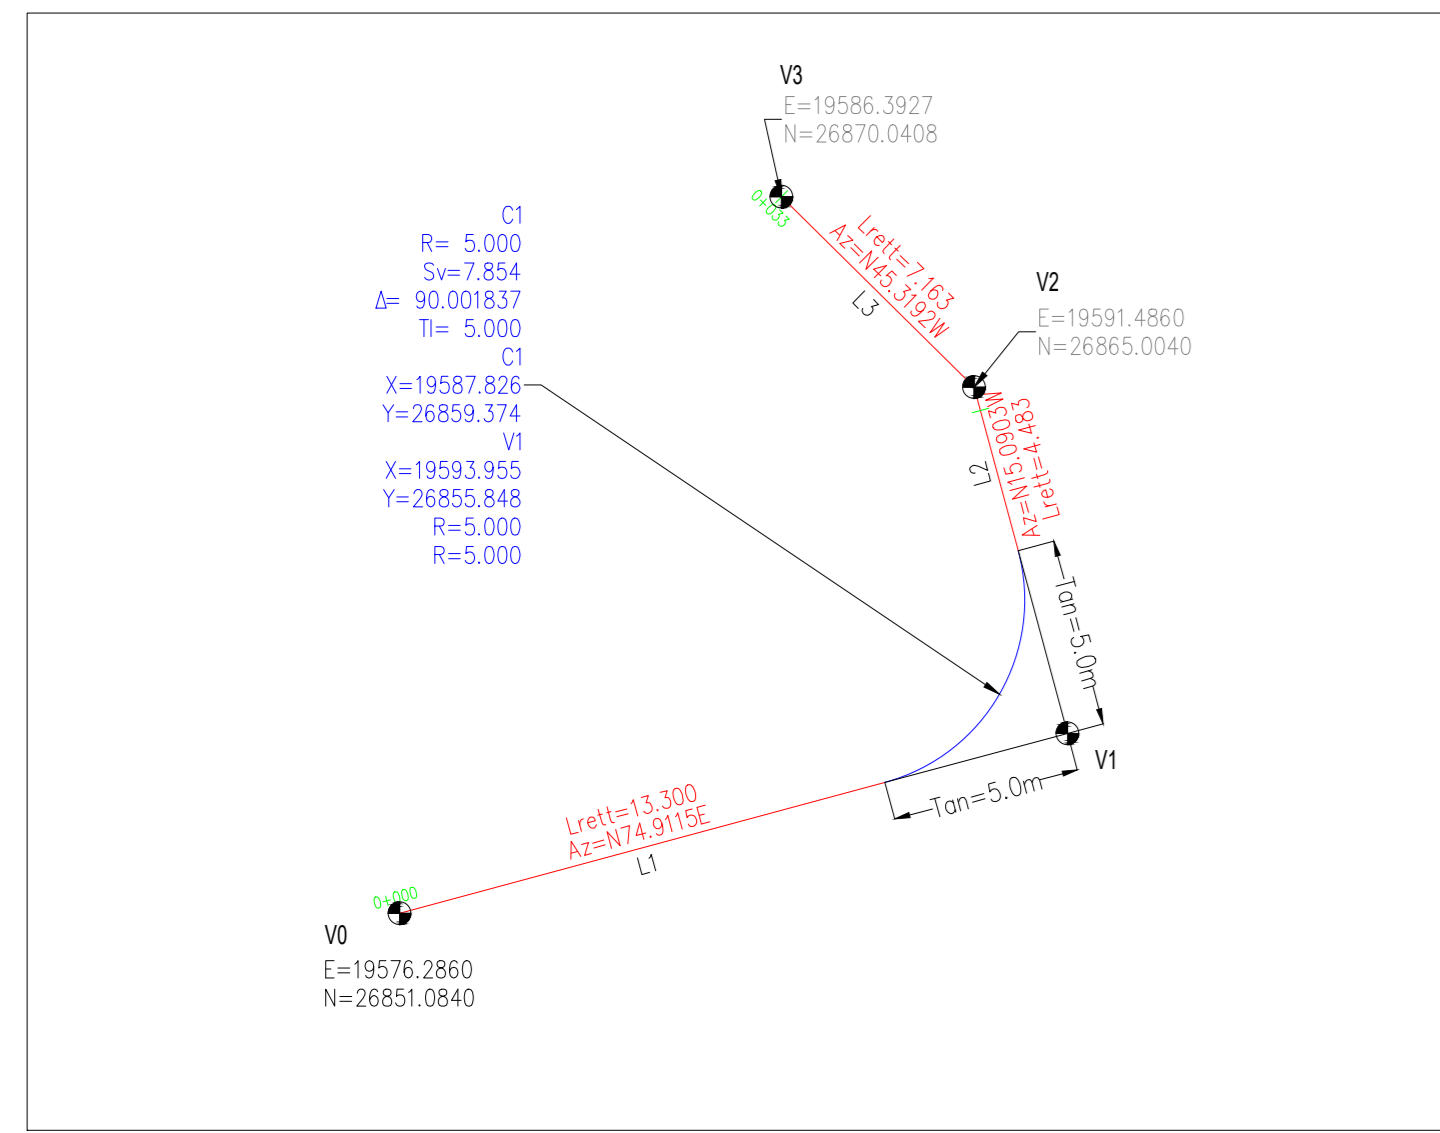 V3
E=19586.3927
N=26870.0408
0+033
Lrett=7.163
Az=N45.3192W
L3
V2
E=19591.4860
N=26865.0040
C1
R= 5.000
Sv=7.854
Δ= 90.001837
Tl= 5.000
C1
X=19587.826
Y=26859.374
V1
X=19593.955
Y=26855.848
R=5.000
R=5.000
Az=N15.0903W
Lrett=4.483
L2
Tan=5.0m
V1
Tan=5.0m
Lrett=13.300
Az=N74.9115E
L1
0+000
V0
E=19576.2860
N=26851.0840